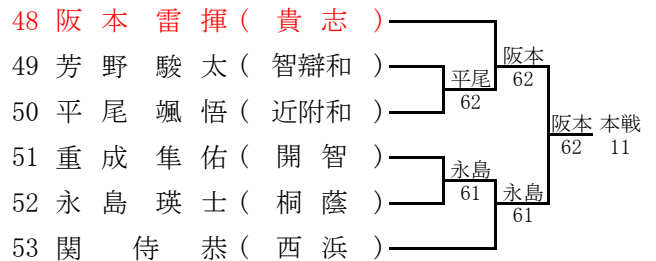 48 阪本 雷揮(貴志)
49 芳野 駿太(智辯和)
50 平尾 颯悟(近附和)
51 重成 隼佑(開智)
52 永島 瑛士(桐蔭)
53 関 侍恭(西浜)
平尾
62
阪本
62
永島
61
永島
61
阪本
62
本戦
11